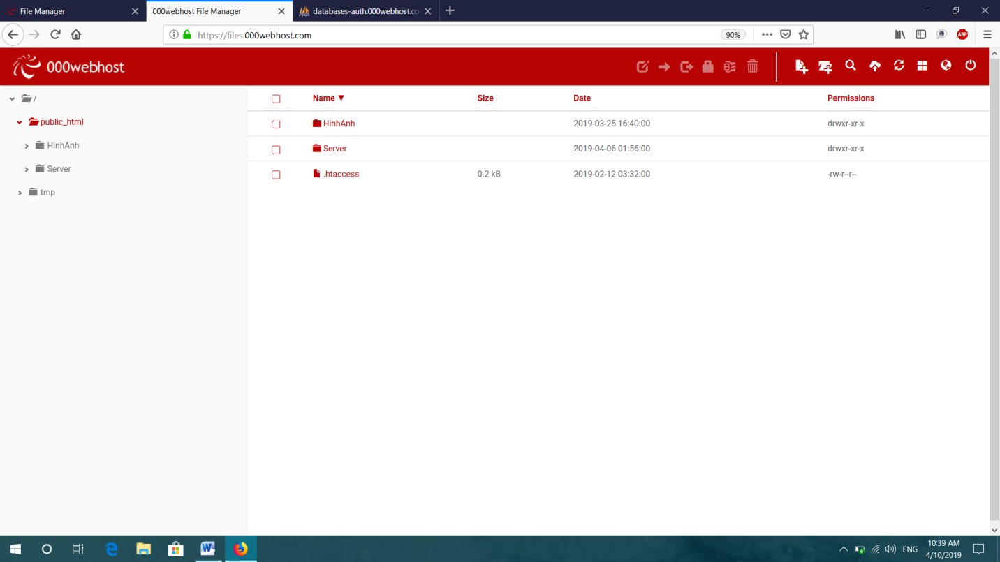 File Manager
000webhost File Manager
databases-auth.000webhost.co
https://files.000webhost.com
90%
ABP
000webhost
/
public_html
HinhAnh
Server
tmp
Name ▼ Size Date Permissions
HinhAnh 2019-03-25 16:40:00 drwxr-xr-x
Server 2019-04-06 01:56:00 drwxr-xr-x
.htaccess 0.2 kB 2019-02-12 03:32:00 -rw-r--r--
ENG
10:39 AM
4/10/2019